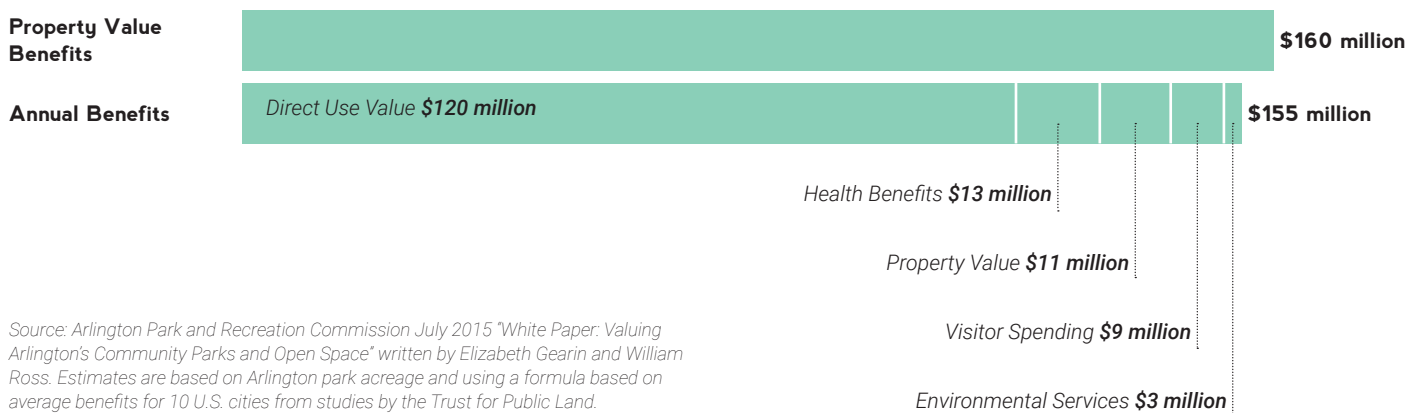 Property Value
Benefits
$160 million
Annual Benefits
Direct Use Value $120 million
$155 million
Health Benefits $13 million
Property Value $11 million
Visitor Spending $9 million
Environmental Services $3 million
Source: Arlington Park and Recreation Commission July 2015 "White Paper: Valuing
Arlington's Community Parks and Open Space" written by Elizabeth Gearin and William
Ross. Estimates are based on Arlington park acreage and using a formula based on
average benefits for 10 U.S. cities from studies by the Trust for Public Land.